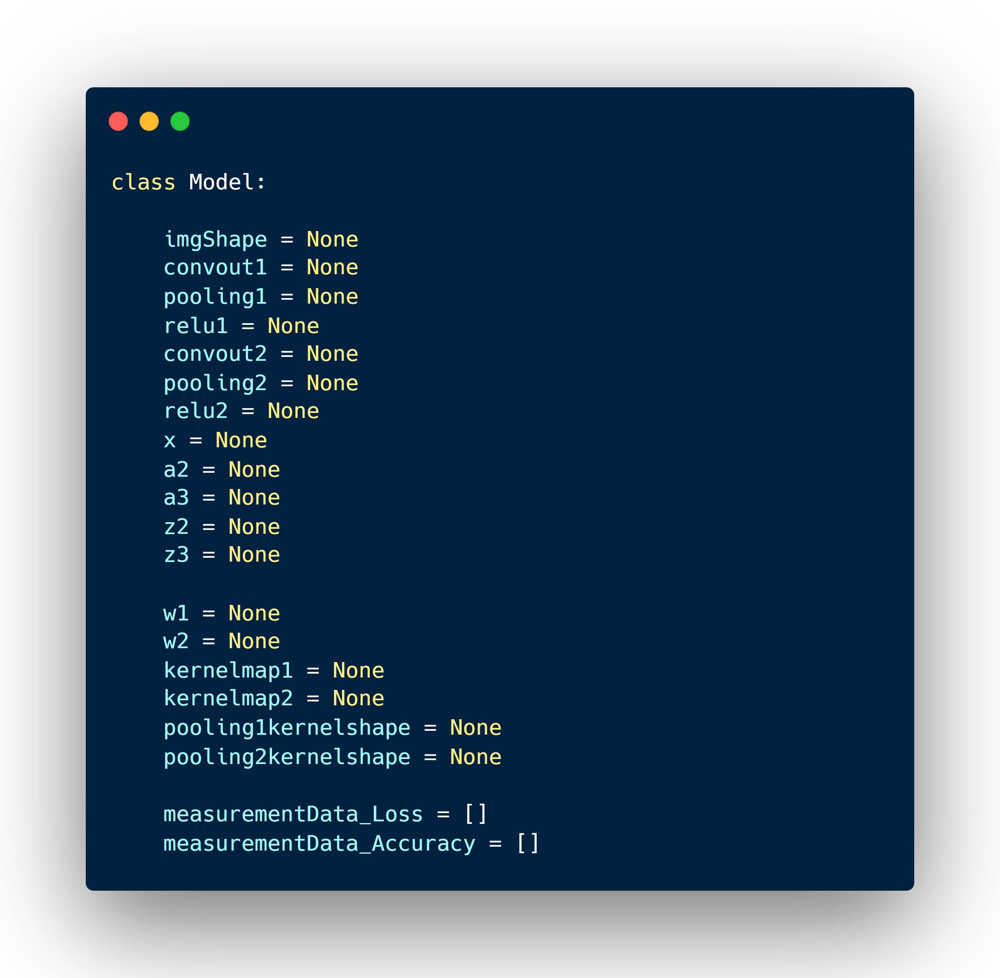 class Model:

    imgShape = None
    convout1 = None
    pooling1 = None
    relu1 = None
    convout2 = None
    pooling2 = None
    relu2 = None
    x = None
    a2 = None
    a3 = None
    z2 = None
    z3 = None

    w1 = None
    w2 = None
    kernelmap1 = None
    kernelmap2 = None
    pooling1kernelshape = None
    pooling2kernelshape = None

    measurementData_Loss = []
    measurementData_Accuracy = []